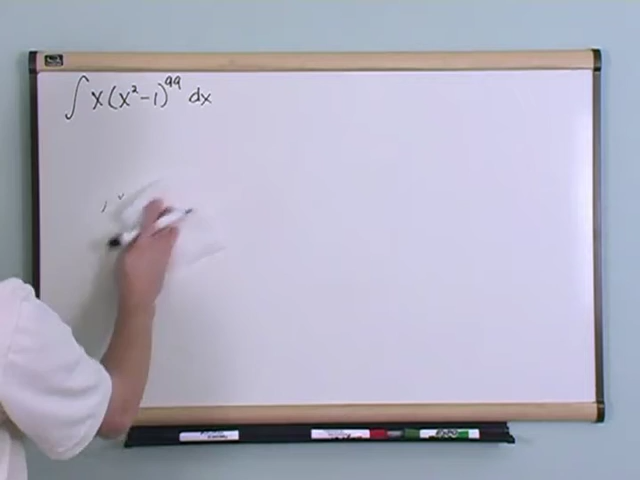 ∫ x(x²-1)⁹⁹ dx